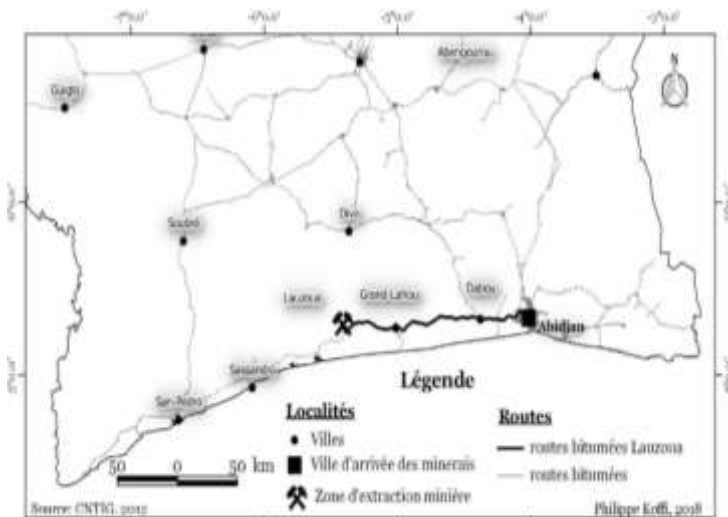 N
Abengourou
Guiglo
Soubré
Divo
Lauzoua
Grand Lahou
Dabou
Abidjan
Sassandra
San-Pedro
Légende
Localités
Villes
Ville d'arrivée des minerais
Zone d'extraction minière
Routes
routes bitumées Lauzoua
routes bitumées
50 0 50 km
Source: CNTIG, 2012
Philippe Koffi, 2018